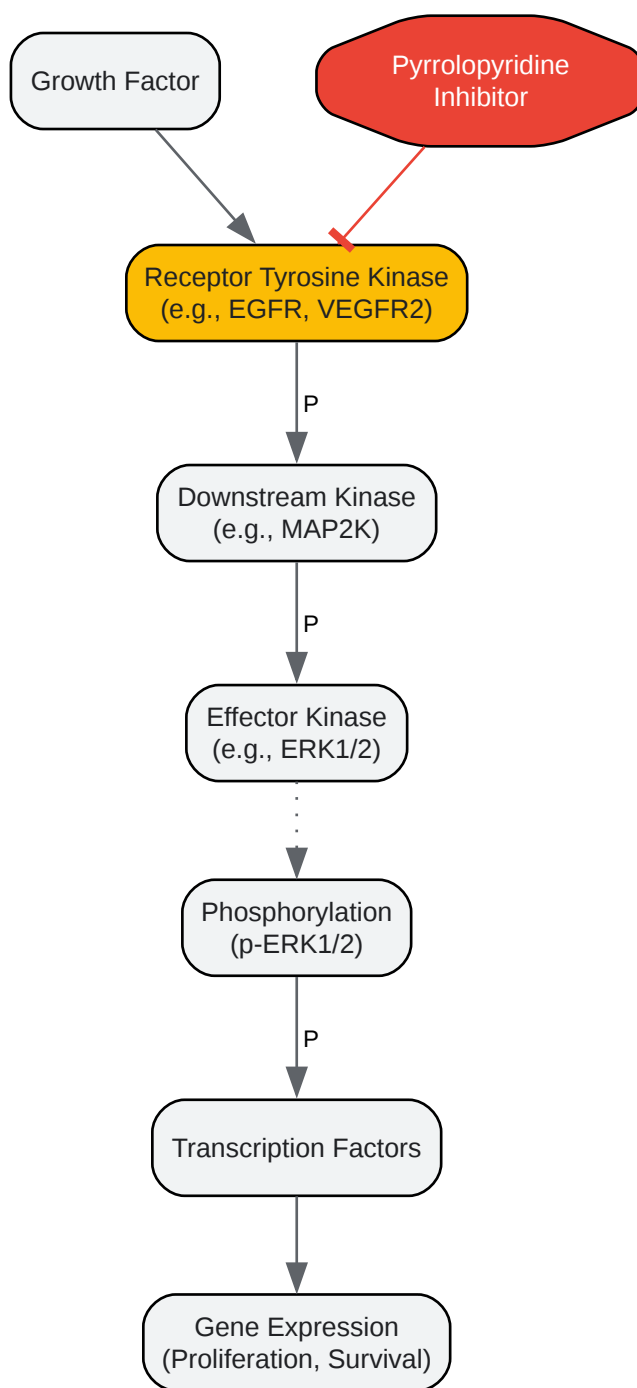 Growth Factor
Pyrrolopyridine
Inhibitor
Receptor Tyrosine Kinase
(e.g., EGFR, VEGFR2)
P
Downstream Kinase
(e.g., MAP2K)
P
Effector Kinase
(e.g., ERK1/2)
Phosphorylation
(p-ERK1/2)
P
Transcription Factors
Gene Expression
(Proliferation, Survival)